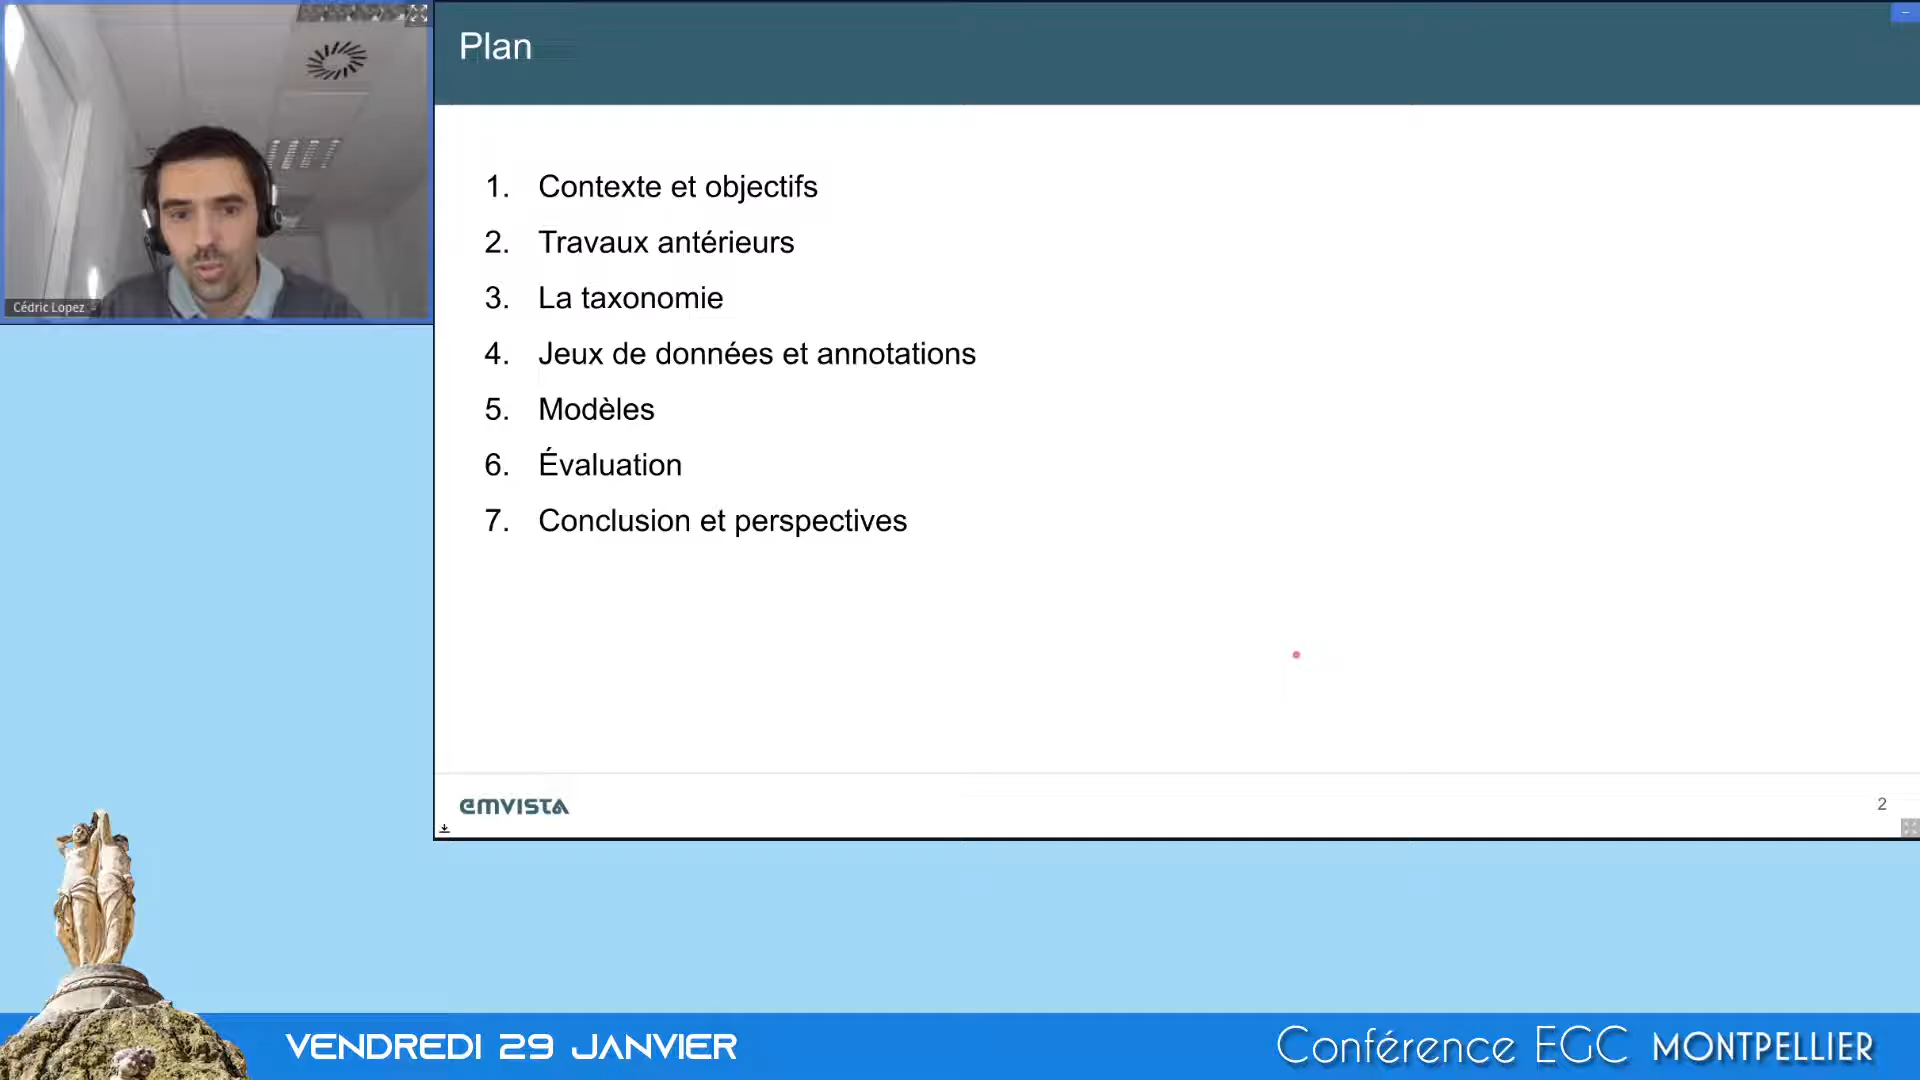 Plan
1. Contexte et objectifs
2. Travaux antérieurs
3. La taxonomie
4. Jeux de données et annotations
5. Modèles
6. Évaluation
7. Conclusion et perspectives
Cédric Lopez
emvista
2
VENDREDI 29 JANVIER
Conférence EGC MONTPELLIER